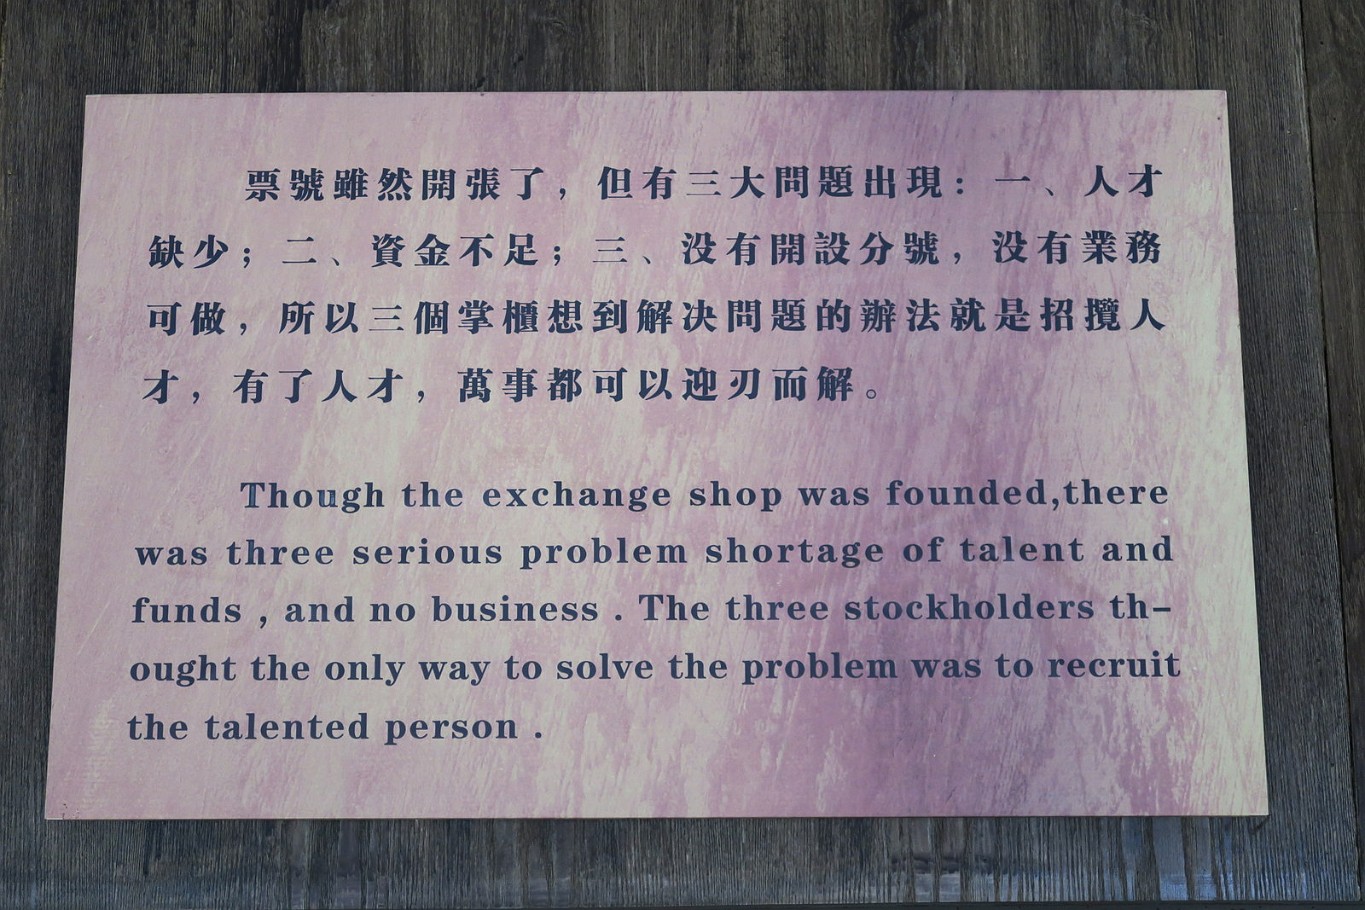 票號雖然開張了，但有三大問題出現：一、人才
缺少；二、資金不足；三、没有開設分號，没有業務
可做，所以三個掌櫃想到解决問題的辦法就是招攬人
才，有了人才，萬事都可以迎刃而解。
Though the exchange shop was founded,there
was three serious problem shortage of talent and
funds , and no business . The three stockholders th-
ought the only way to solve the problem was to recruit
the talented person .